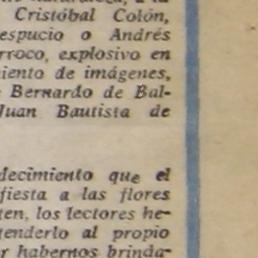 Cristóbal Colón,
espucio o Andrés
rroco, explosivo en
iento de imágenes,
Bernardo de Bal-
Juan Bautista de
decimiento que el
fiesta a las flores
ten, los lectores he-
tenderlo al propio
r habernos brinda-